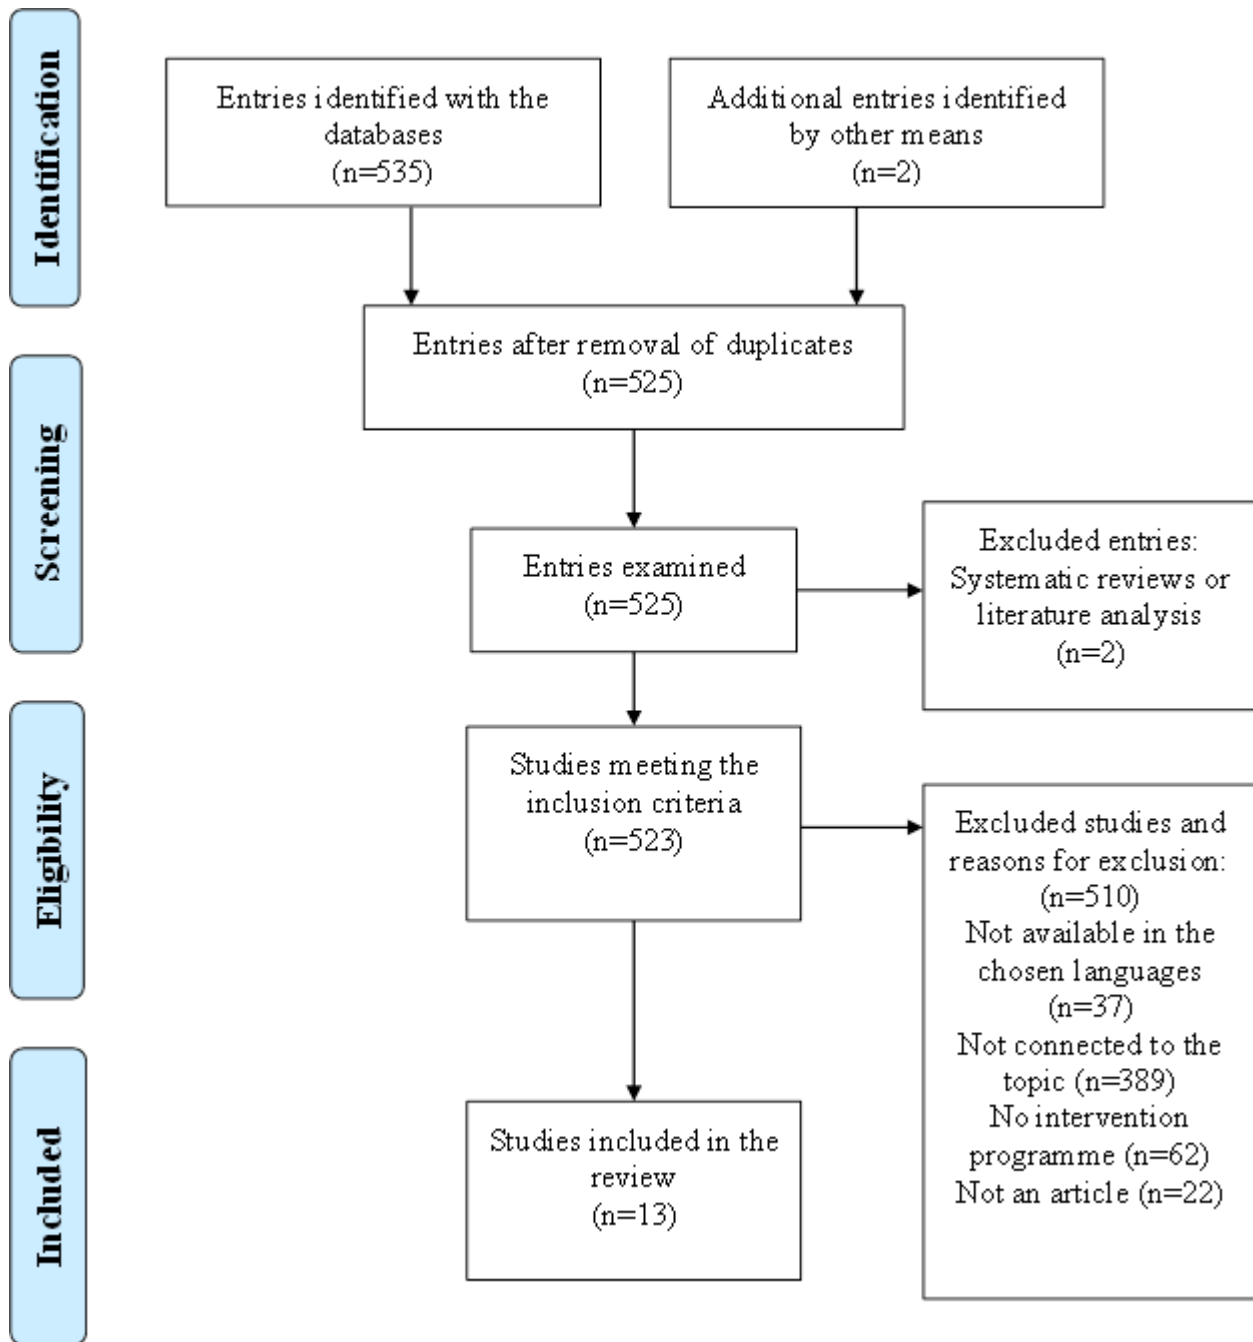 Identification
Entries identified with the
databases
(n=535)
Additional entries identified
by other means
(n=2)
Entries after removal of duplicates
(n=525)
Screening
Entries examined
(n=525)
Excluded entries:
Systematic reviews or
literature analysis
(n=2)
Eligibility
Studies meeting the
inclusion criteria
(n=523)
Excluded studies and
reasons for exclusion:
(n=510)
Not available in the
chosen languages
(n=37)
Not connected to the
topic (n=389)
No intervention
programme (n=62)
Not an article (n=22)
Included
Studies included in the
review
(n=13)